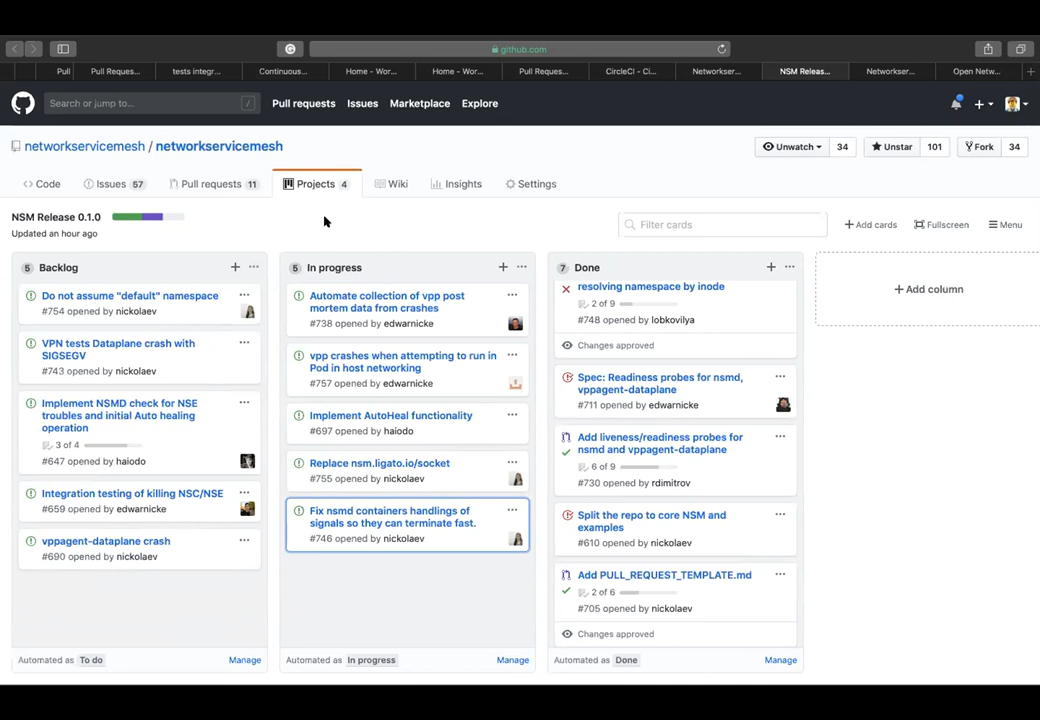 github.com
Pull
Pull Reques...
tests integr...
Continuous...
Home - Wor...
Home - Wor...
Pull Reques...
CircleCI - Ci...
Networkser...
NSM Releas...
Networkser...
Open Netw...
Search or jump to...
/
Pull requests
Issues
Marketplace
Explore
networkservicemesh / networkservicemesh
Unwatch
34
Unstar
101
Fork
34
Code
Issues 57
Pull requests 11
Projects 4
Wiki
Insights
Settings
NSM Release 0.1.0
Updated an hour ago
Filter cards
Add cards
Fullscreen
Menu
5 Backlog
Do not assume "default" namespace
#754 opened by nickolaev
VPN tests Dataplane crash with
SIGSEGV
#743 opened by nickolaev
Implement NSMD check for NSE
troubles and initial Auto healing
operation
3 of 4
#647 opened by haiodo
Integration testing of killing NSC/NSE
#659 opened by edwarnicke
vppagent-dataplane crash
#690 opened by nickolaev
Automated as To do
Manage
5 In progress
Automate collection of vpp post
mortem data from crashes
#738 opened by edwarnicke
vpp crashes when attempting to run in
Pod in host networking
#757 opened by edwarnicke
Implement AutoHeal functionality
#697 opened by haiodo
Replace nsm.ligato.io/socket
#755 opened by nickolaev
Fix nsmd containers handlings of
signals so they can terminate fast.
#746 opened by nickolaev
Automated as In progress
Manage
7 Done
resolving namespace by inode
2 of 9
#748 opened by lobkovilya
Changes approved
Spec: Readiness probes for nsmd,
vppagent-dataplane
#711 opened by edwarnicke
Add liveness/readiness probes for
nsmd and vppagent-dataplane
6 of 9
#730 opened by rdimitrov
Split the repo to core NSM and
examples
#610 opened by nickolaev
Add PULL_REQUEST_TEMPLATE.md
2 of 6
#705 opened by nickolaev
Changes approved
Automated as Done
Manage
Add column